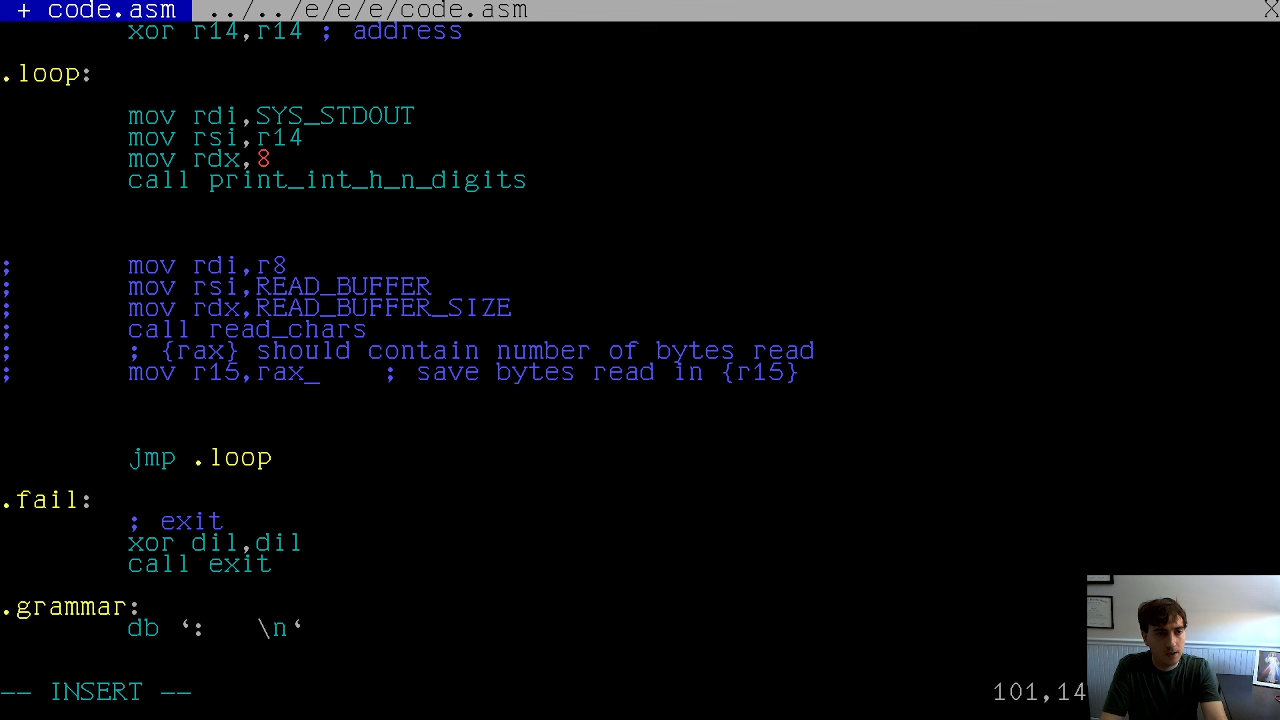 + code.asm  ../../e/e/e/code.asm X
xor r14,r14 ; address
.loop:
mov rdi,SYS_STDOUT
mov rsi,r14
mov rdx,8
call print_int_h_n_digits
; mov rdi,r8
; mov rsi,READ_BUFFER
; mov rdx,READ_BUFFER_SIZE
; call read_chars
; ; {rax} should contain number of bytes read
; mov r15,rax_ ; save bytes read in {r15}
jmp .loop
.fail:
; exit
xor dil,dil
call exit
.grammar:
db `:   \n`
-- INSERT -- 101,14